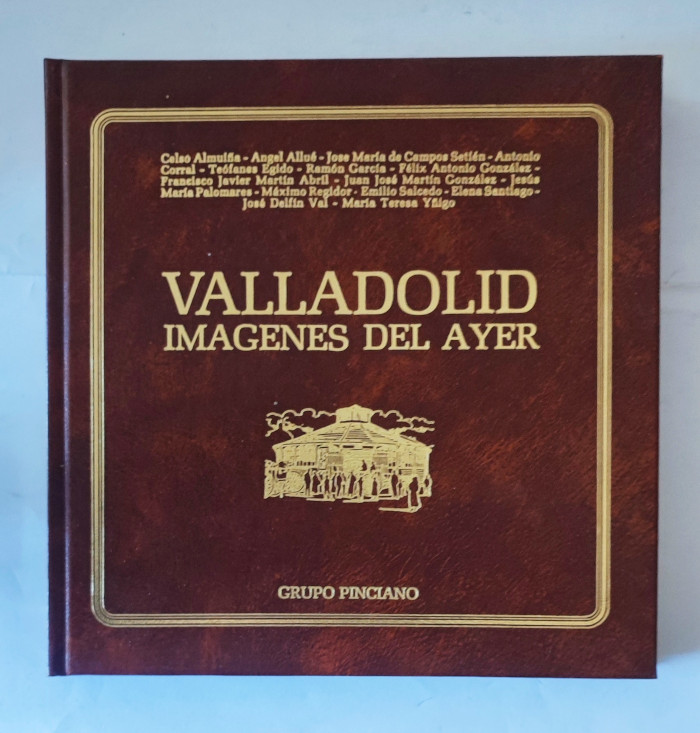 Celso Almuiña - Angel Allué - Jose María de Campos Setién - Antonio
Corral - Teófanes Egido - Ramón García - Félix Antonio González -
Francisco Javier Martín Abril - Juan José Martín González - Jesús
María Palomares - Máximo Regidor - Emilio Salcedo - Elena Santiago -
José Delfín Val - María Teresa Yñigo
VALLADOLID
IMAGENES DEL AYER
GRUPO PINCIANO